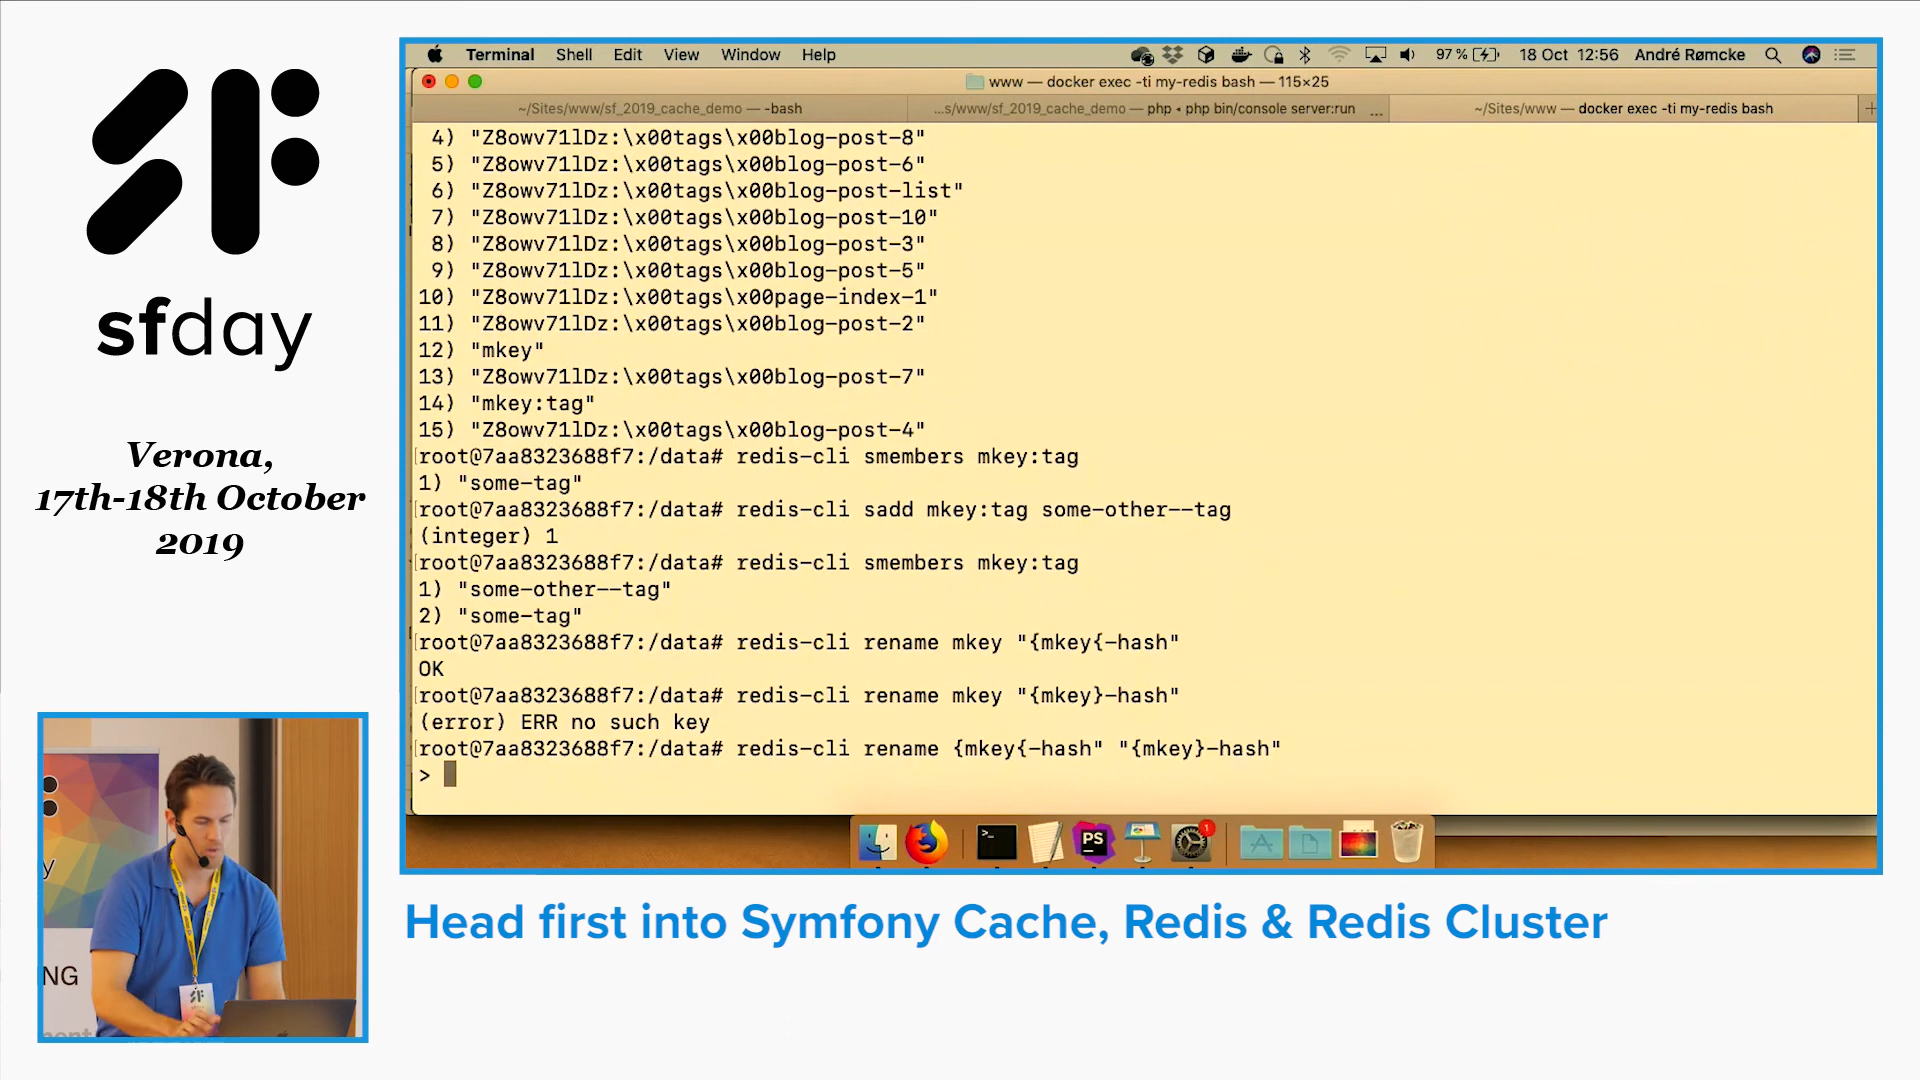 sfday
Verona,
17th-18th October
2019
Terminal Shell Edit View Window Help 97% 18 Oct 12:56 André Rømcke
www — docker exec -ti my-redis bash — 115×25
~/Sites/www/sf_2019_cache_demo — -bash
...s/www/sf_2019_cache_demo — php ◂ php bin/console server:run ...
~/Sites/www — docker exec -ti my-redis bash
4) "Z8owv71lDz:\x00tags\x00blog-post-8"
5) "Z8owv71lDz:\x00tags\x00blog-post-6"
6) "Z8owv71lDz:\x00tags\x00blog-post-list"
7) "Z8owv71lDz:\x00tags\x00blog-post-10"
8) "Z8owv71lDz:\x00tags\x00blog-post-3"
9) "Z8owv71lDz:\x00tags\x00blog-post-5"
10) "Z8owv71lDz:\x00tags\x00page-index-1"
11) "Z8owv71lDz:\x00tags\x00blog-post-2"
12) "mkey"
13) "Z8owv71lDz:\x00tags\x00blog-post-7"
14) "mkey:tag"
15) "Z8owv71lDz:\x00tags\x00blog-post-4"
[root@7aa8323688f7:/data# redis-cli smembers mkey:tag
1) "some-tag"
[root@7aa8323688f7:/data# redis-cli sadd mkey:tag some-other--tag
(integer) 1
[root@7aa8323688f7:/data# redis-cli smembers mkey:tag
1) "some-other--tag"
2) "some-tag"
[root@7aa8323688f7:/data# redis-cli rename mkey "{mkey{-hash"
OK
[root@7aa8323688f7:/data# redis-cli rename mkey "{mkey}-hash"
(error) ERR no such key
[root@7aa8323688f7:/data# redis-cli rename {mkey{-hash" "{mkey}-hash"
>
PS
1
y
NG
Head first into Symfony Cache, Redis & Redis Cluster